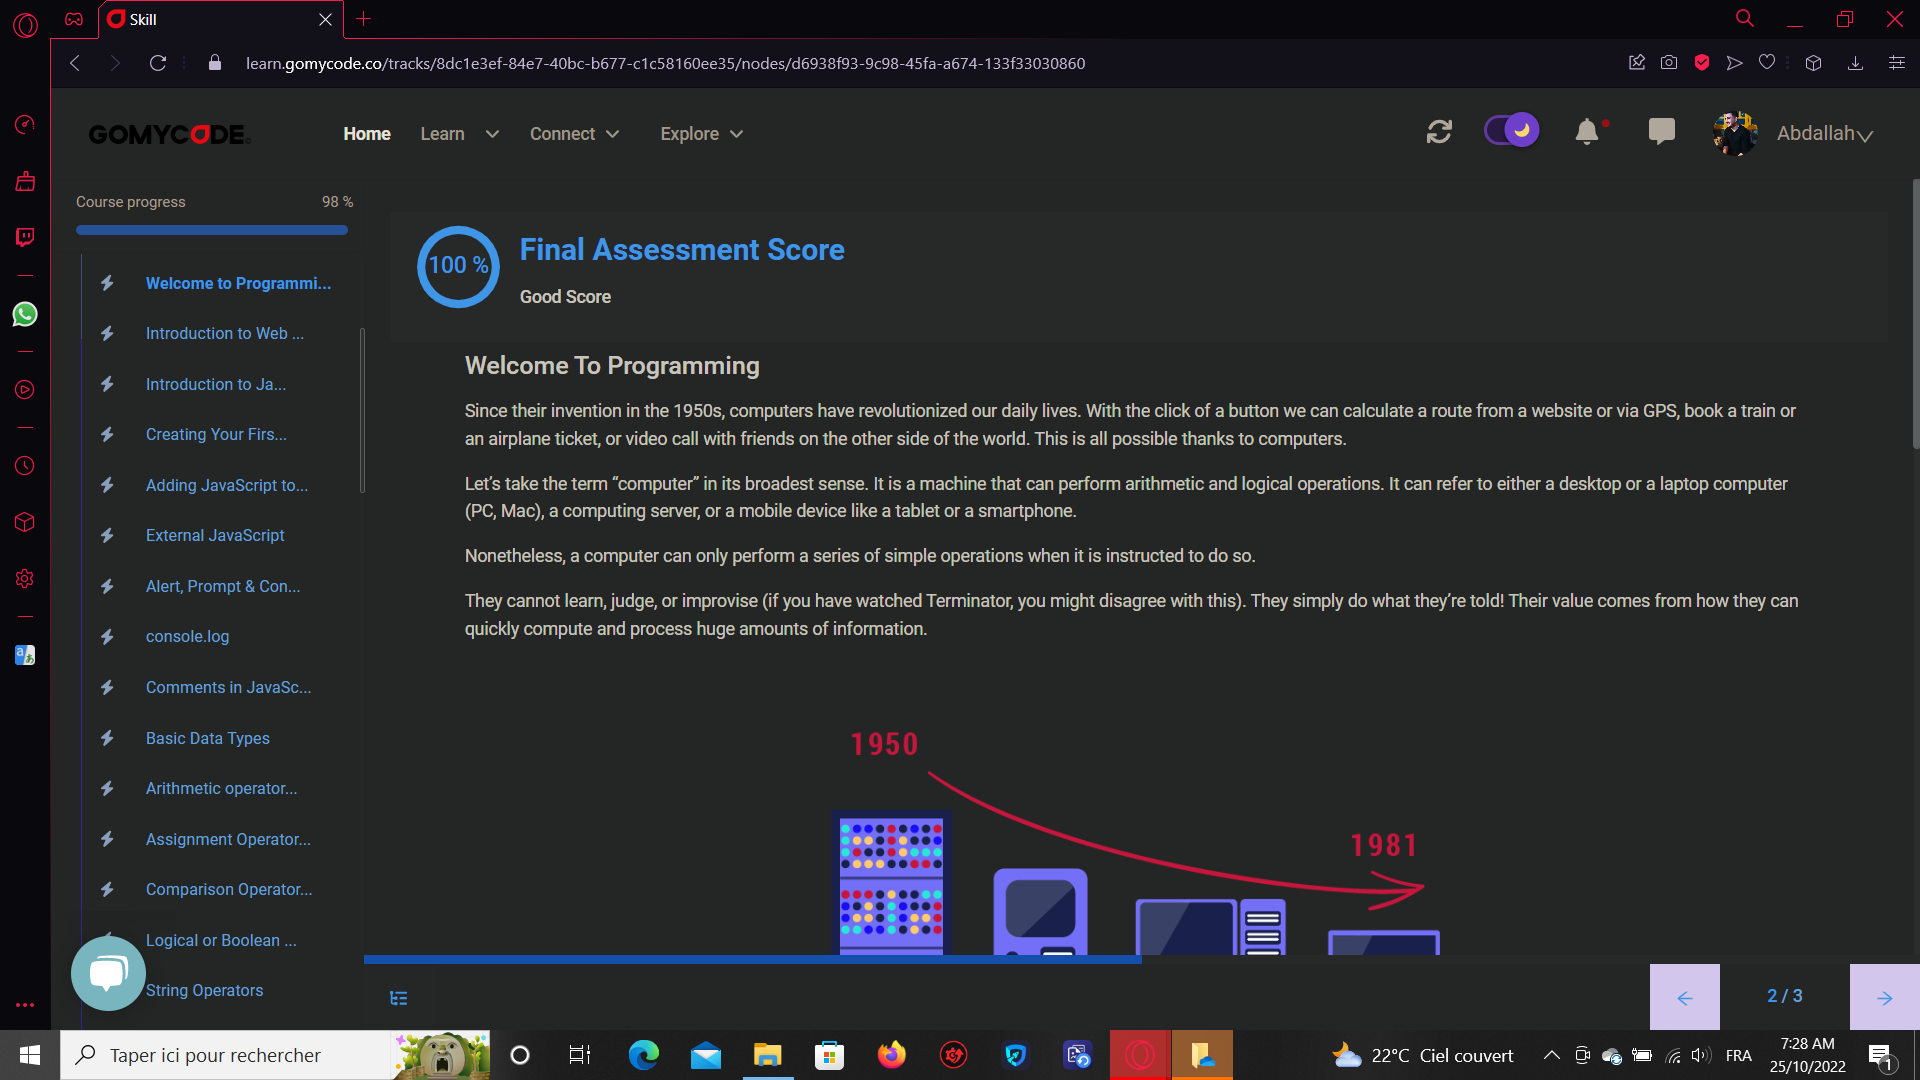 Skill
learn.gomycode.co/tracks/8dc1e3ef-84e7-40bc-b677-c1c58160ee35/nodes/d6938f93-9c98-45fa-a674-133f33030860
GOMYCODE
Home
Learn
Connect
Explore
Abdallah
Course progress
98 %
Welcome to Programmi...
Introduction to Web ...
Introduction to Ja...
Creating Your Firs...
Adding JavaScript to...
External JavaScript
Alert, Prompt & Con...
console.log
Comments in JavaSc...
Basic Data Types
Arithmetic operator...
Assignment Operator...
Comparison Operator...
Logical or Boolean ...
String Operators
100 %
Final Assessment Score
Good Score
Welcome To Programming
Since their invention in the 1950s, computers have revolutionized our daily lives. With the click of a button we can calculate a route from a website or via GPS, book a train or
an airplane ticket, or video call with friends on the other side of the world. This is all possible thanks to computers.
Let’s take the term “computer” in its broadest sense. It is a machine that can perform arithmetic and logical operations. It can refer to either a desktop or a laptop computer
(PC, Mac), a computing server, or a mobile device like a tablet or a smartphone.
Nonetheless, a computer can only perform a series of simple operations when it is instructed to do so.
They cannot learn, judge, or improvise (if you have watched Terminator, you might disagree with this). They simply do what they’re told! Their value comes from how they can
quickly compute and process huge amounts of information.
1950
1981
2 / 3
Taper ici pour rechercher
22°C Ciel couvert
FRA
7:28 AM
25/10/2022
1